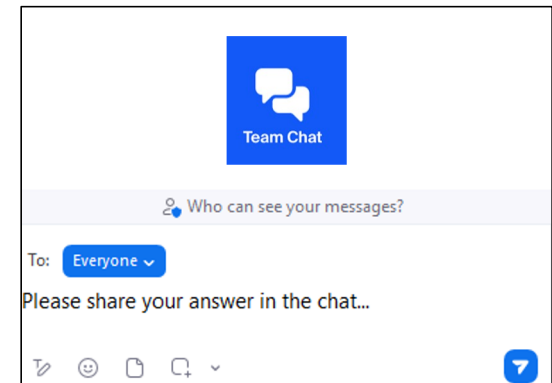 Team Chat
Who can see your messages?
To: Everyone
Please share your answer in the chat...